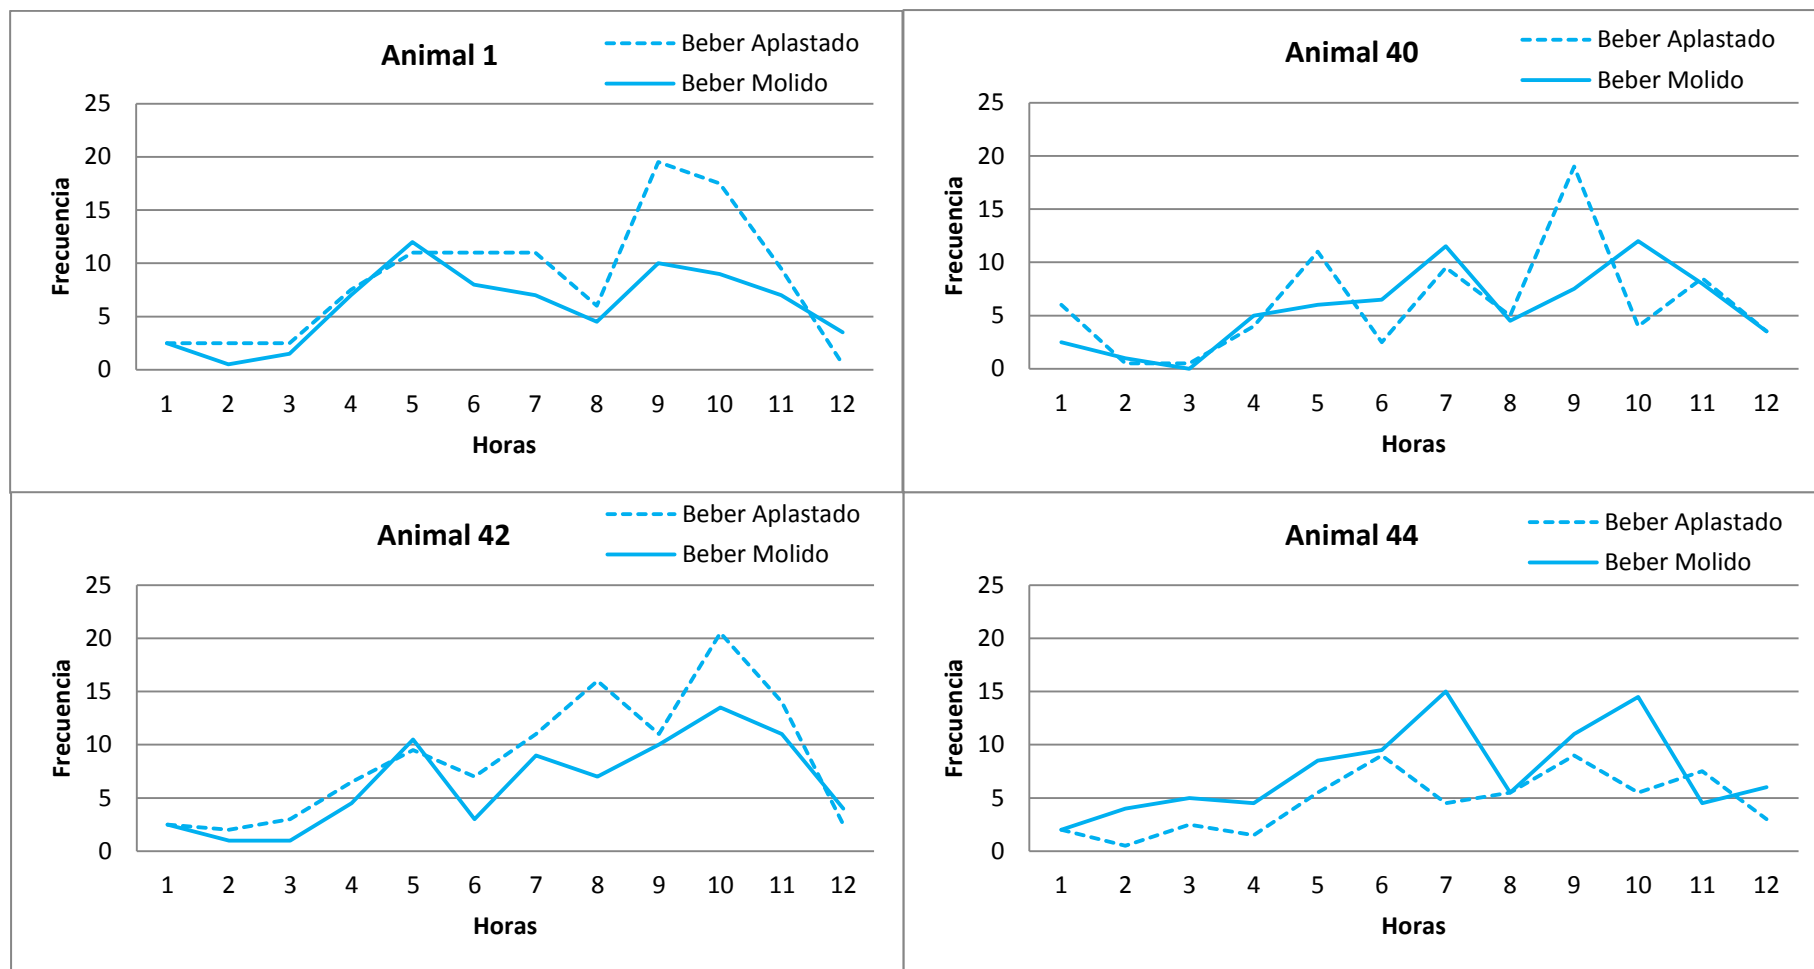 Animal 1
Beber Aplastado
Beber Molido
25
20
15
10
5
0
Frecuencia
1 2 3 4 5 6 7 8 9 10 11 12
Horas
Animal 40
Beber Aplastado
Beber Molido
25
20
15
10
5
0
Frecuencia
1 2 3 4 5 6 7 8 9 10 11 12
Horas
Animal 42
Beber Aplastado
Beber Molido
25
20
15
10
5
0
Frecuencia
1 2 3 4 5 6 7 8 9 10 11 12
Horas
Animal 44
Beber Aplastado
Beber Molido
25
20
15
10
5
0
Frecuencia
1 2 3 4 5 6 7 8 9 10 11 12
Horas